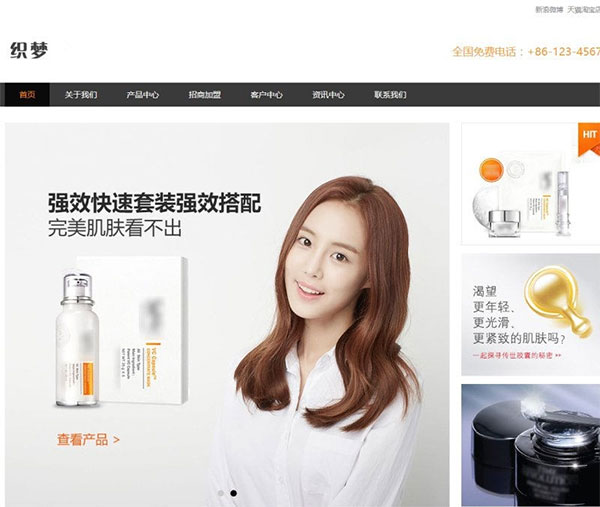 新浪微博 天猫淘宝店
织梦
全国免费电话：+86-123-4567
首页 关于我们 产品中心 招商加盟 客户中心 资讯中心 联系我们
强效快速套装强效搭配
完美肌肤看不出
VC Capsule
查看产品 >
HIT
渴望
更年轻、
更光滑、
更紧致的肌肤吗?
一起探寻传世胶囊的秘密 >>